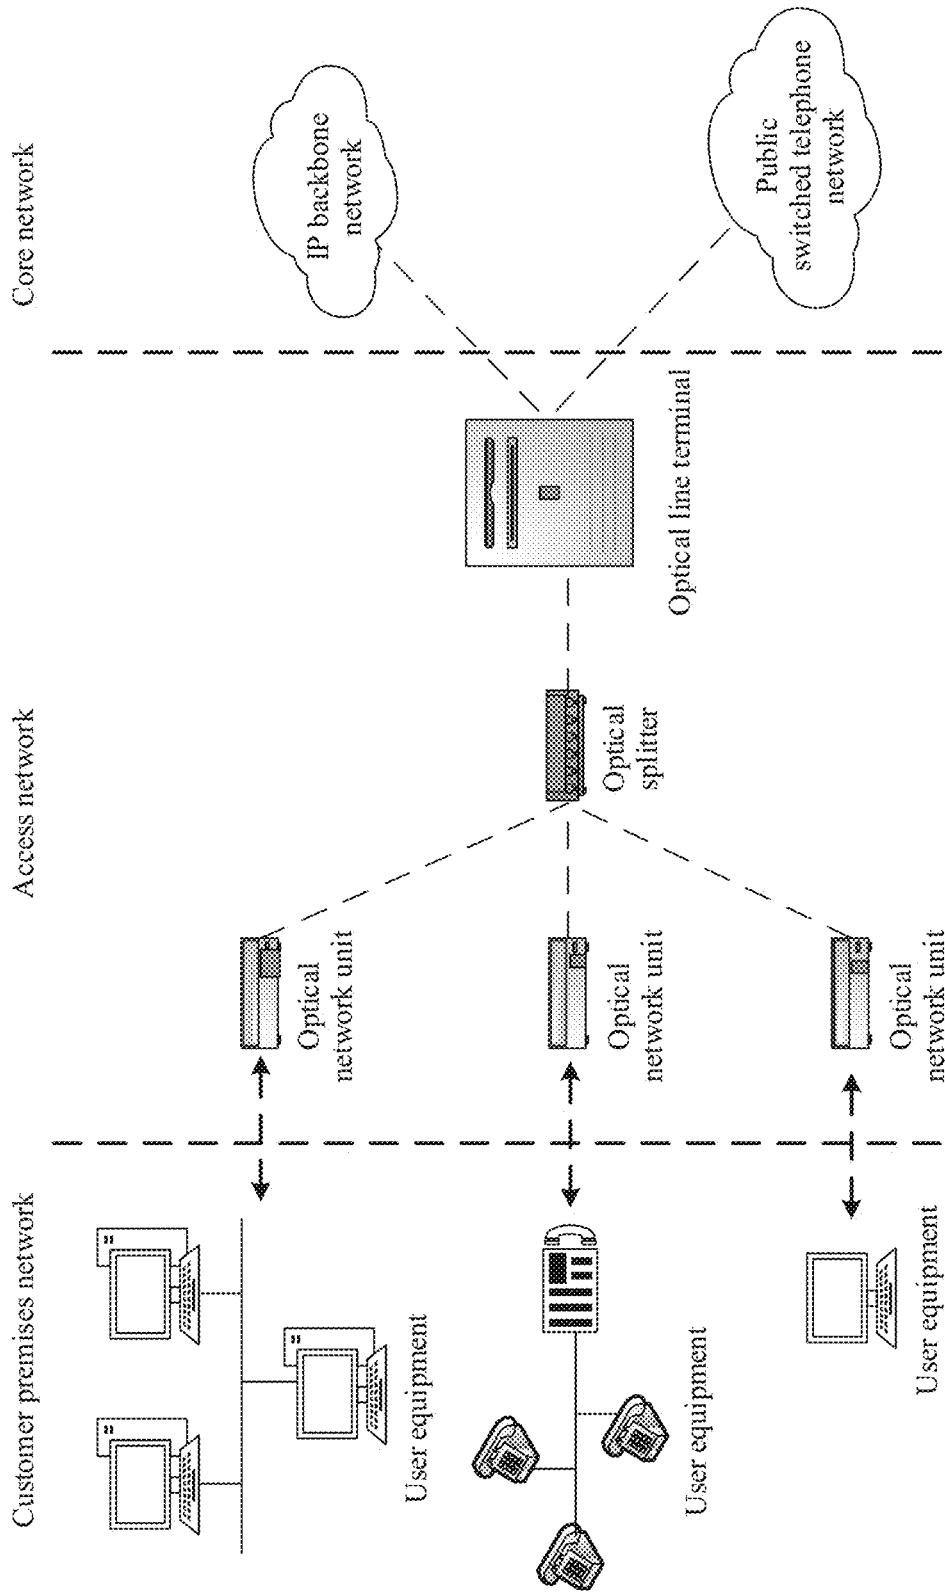 Customer premises network
Access network
Core network
User equipment
Optical
network unit
IP backbone
network
User equipment
Optical
network unit
Optical
splitter
Optical line terminal
User equipment
Optical
network unit
Public
switched telephone
network